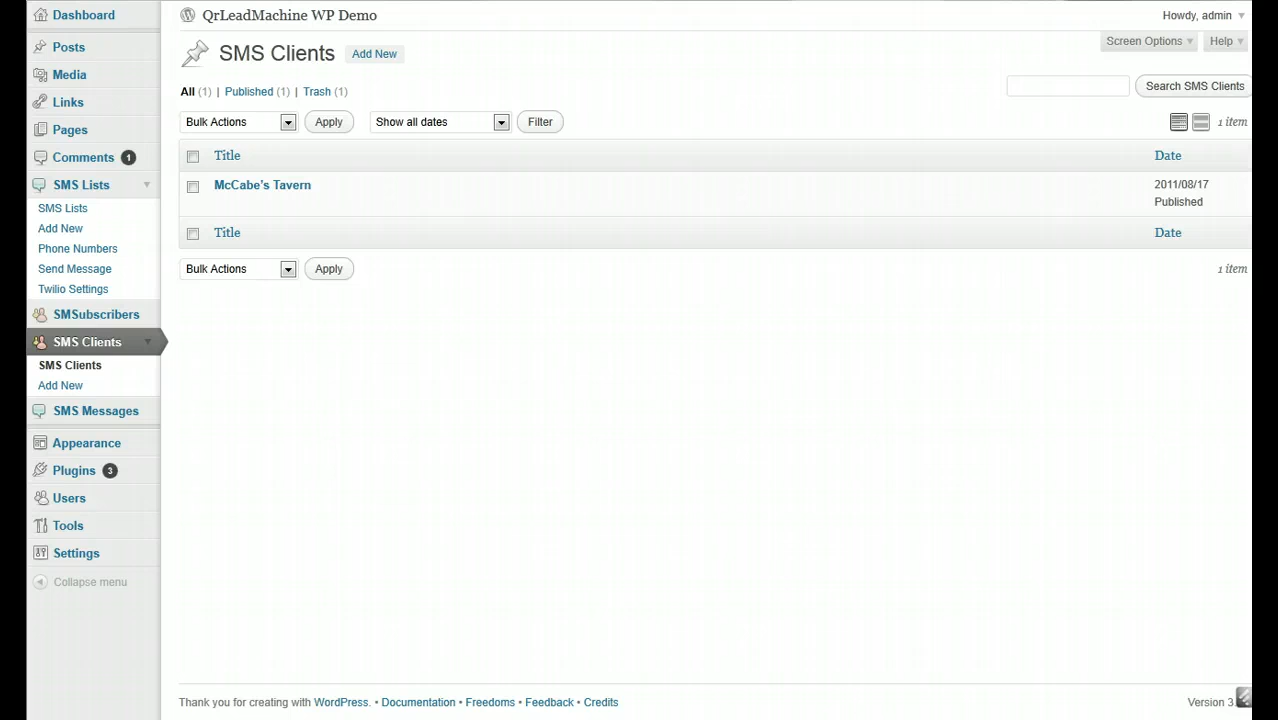 Dashboard
Posts
Media
Links
Pages
Comments 1
SMS Lists
SMS Lists
Add New
Phone Numbers
Send Message
Twilio Settings
SMSubscribers
SMS Clients
SMS Clients
Add New
SMS Messages
Appearance
Plugins 3
Users
Tools
Settings
Collapse menu
QrLeadMachine WP Demo
Howdy, admin
Screen Options
Help
SMS Clients Add New
All (1) | Published (1) | Trash (1)
Search SMS Clients
Bulk Actions Apply Show all dates Filter
1 item
Title Date
McCabe's Tavern 2011/08/17
Published
Title Date
Bulk Actions Apply
1 item
Thank you for creating with WordPress. • Documentation • Freedoms • Feedback • Credits
Version 3.